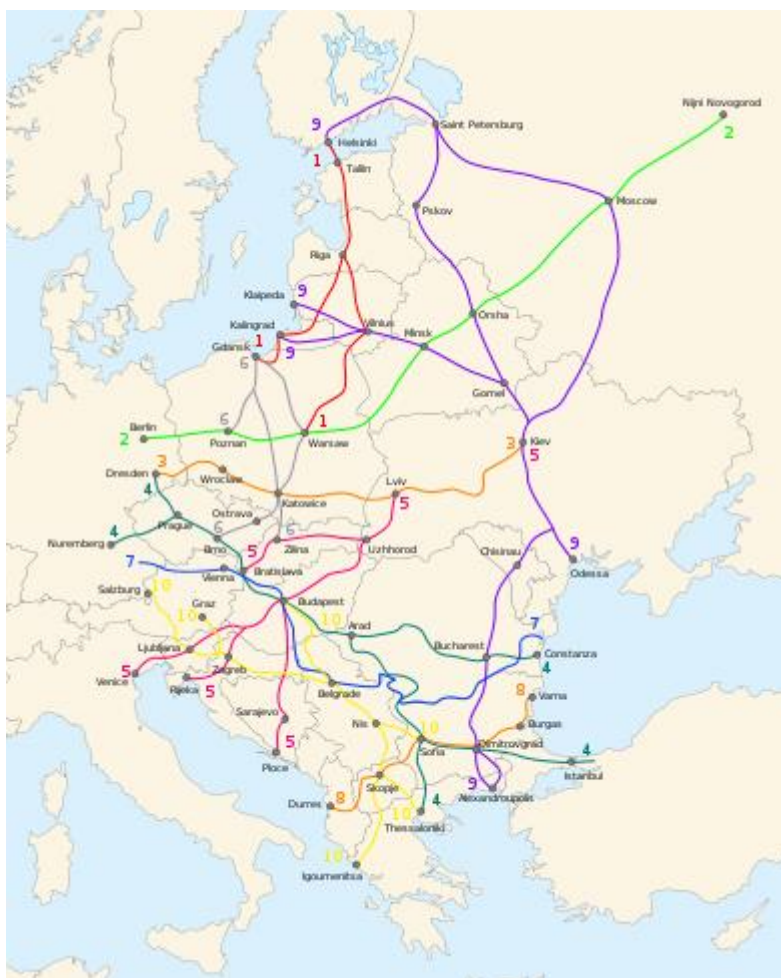 Nijni Novogorod
2
9
Saint Petersburg
Helsinki
1
Tallin
Moscow
Pskov
Riga
9
Klaipeda
Orsha
Kalingrad
Vilnius
Minsk
1
Gdansk
9
6
Gomel
6
1
Berlin
2
Poznan
Warsaw
3
Kiev
5
3
Dresden
4
Wroclaw
Lviv
5
Katowice
Ostrava
Prague
4
6
6
Nuremberg
Brno
5
Zilina
Uzhhorod
9
7
Chisinau
Vienna
Bratislava
Odessa
Salzburg
10
Graz
Budapest
10
10
Arad
7
Ljubljana
Bucharest
Constanza
4
Zagreb
5
Venice
Rijeka
5
Belgrade
8
Varna
Sarajevo
Nis
10
Burgas
5
Sofia
Dimitrovgrad
4
Ploce
Istanbul
Skopje
9
Alexandroupolis
Durres
8
4
10
Thessaloniki
10
Igoumenitsa